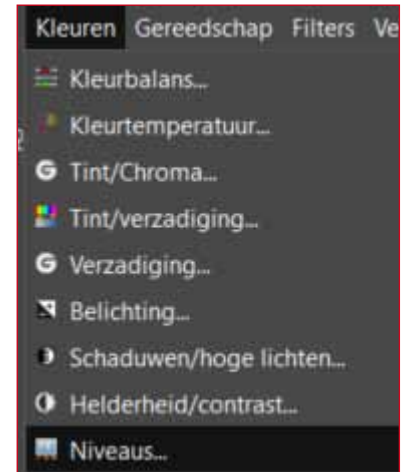 Kleuren Gereedschap Filters Ve
Kleurbalans...
Kleurtemperatuur...
Tint/Chroma...
Tint/verzadiging...
Verzadiging...
Belichting...
Schaduwen/hoge lichten...
Helderheid/contrast...
Niveaus...